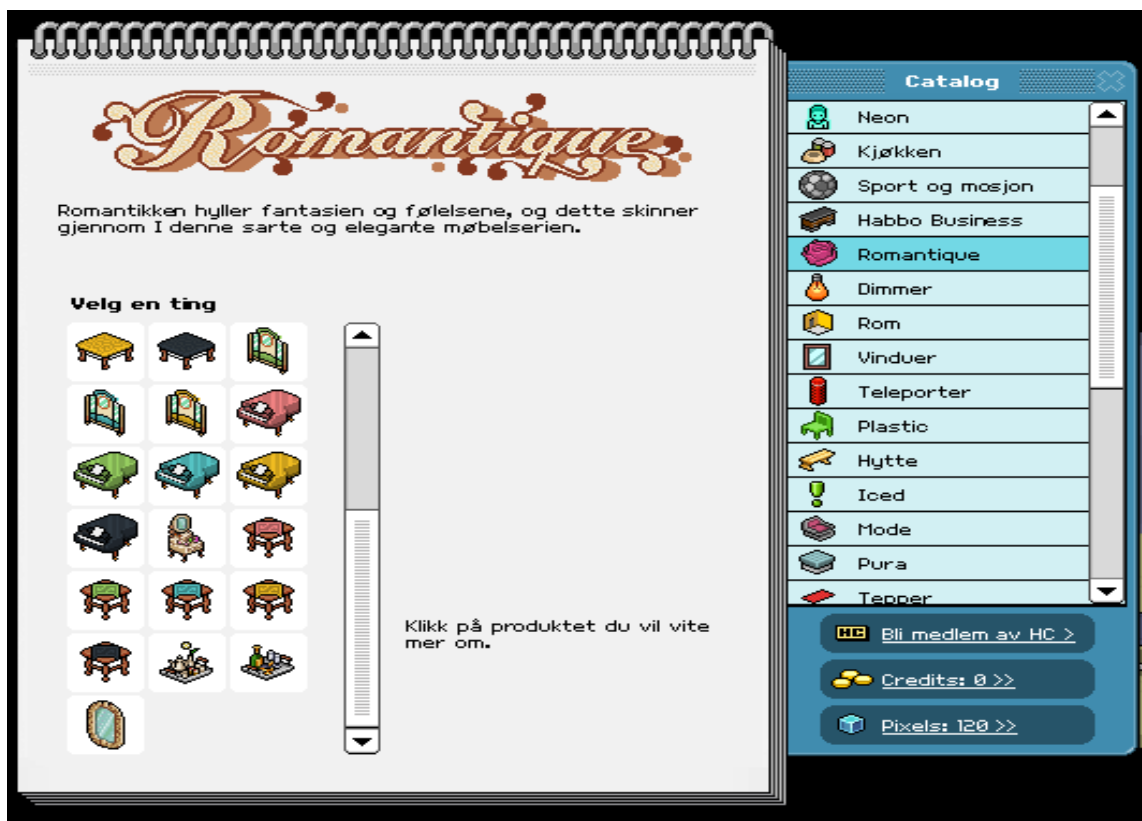 Romantique
Romantikken hyller fantasien og følelsene, og dette skinner
gjennom I denne sarte og elegante møbelserien.
Velg en ting
Klikk på produktet du vil vite
mer om.
Catalog
Neon
Kjøkken
Sport og mosjon
Habbo Business
Romantique
Dimmer
Rom
Vinduer
Teleporter
Plastic
Hytte
Iced
Mode
Pura
Tepper
HC Bli medlem av HC >
Credits: 0 >>
Pixels: 120 >>